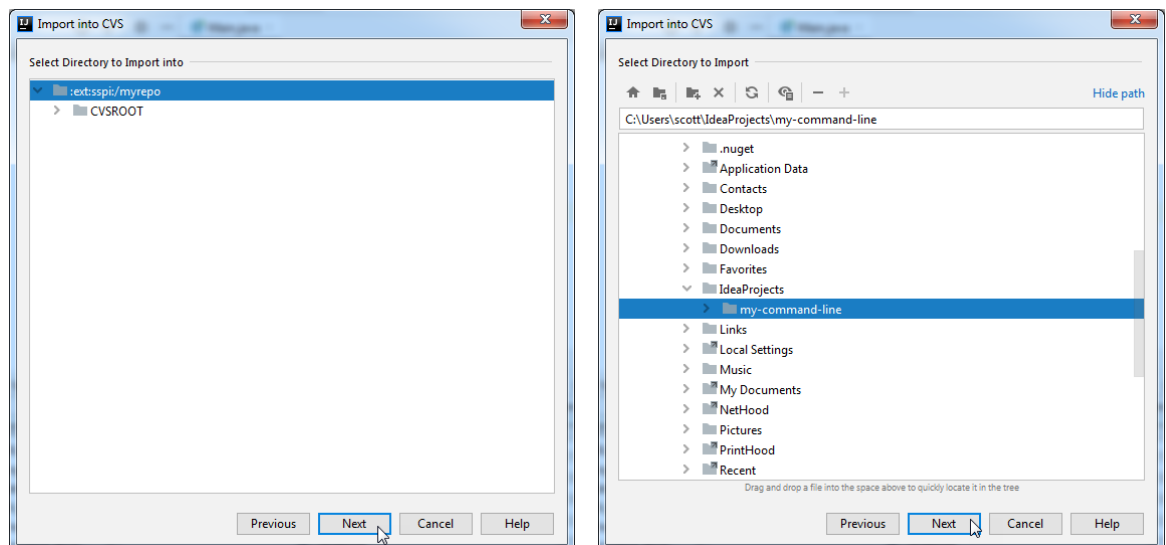 Import into CVS
Select Directory to Import into
:ext:sspi:/myrepo
CVSROOT
Previous Next Cancel Help
Import into CVS
Select Directory to Import
Hide path
C:\Users\scott\IdeaProjects\my-command-line
.nuget
Application Data
Contacts
Desktop
Documents
Downloads
Favorites
IdeaProjects
my-command-line
Links
Local Settings
Music
My Documents
NetHood
Pictures
PrintHood
Recent
Drag and drop a file into the space above to quickly locate it in the tree
Previous Next Cancel Help